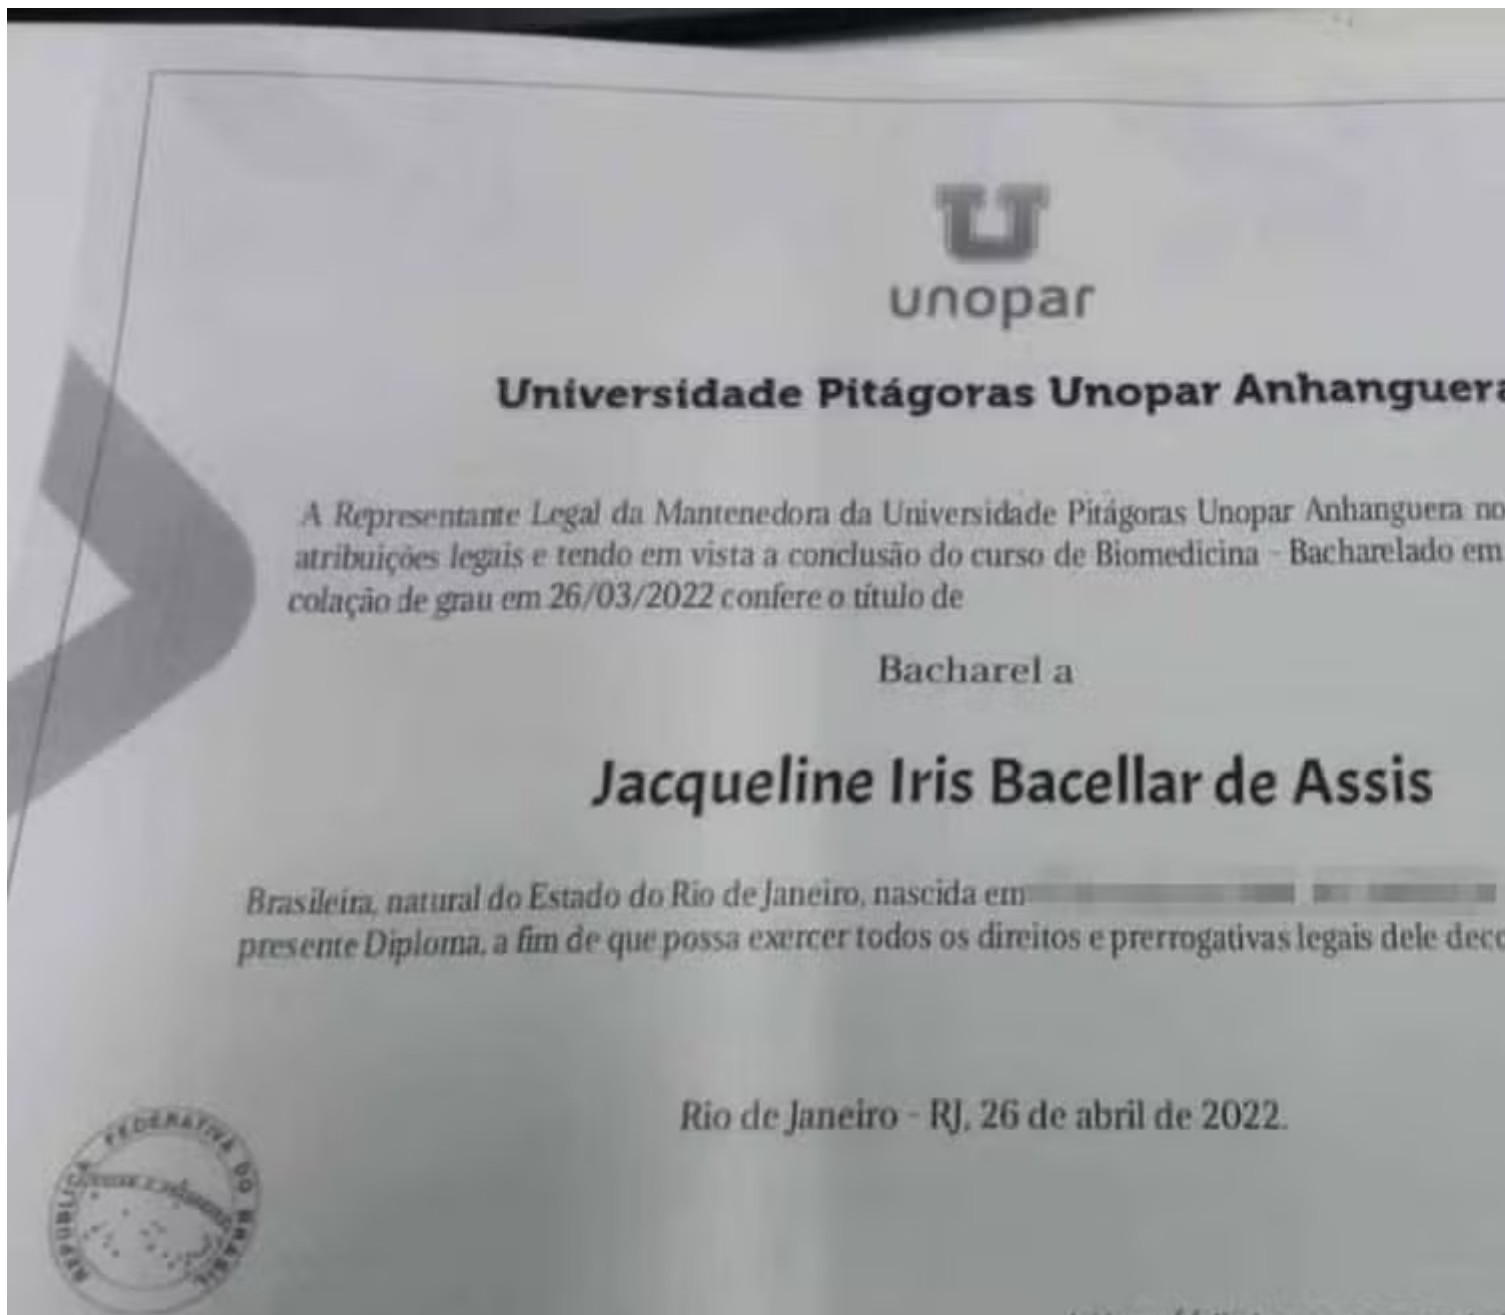 unopar
Universidade Pitágoras Unopar Anhanguera
A Representante Legal da Mantenedora da Universidade Pitágoras Unopar Anhanguera no
atribuições legais e tendo em vista a conclusão do curso de Biomedicina - Bacharelado em
colação de grau em 26/03/2022 confere o título de
Bacharel a
Jacqueline Iris Bacellar de Assis
Brasileira, natural do Estado do Rio de Janeiro, nascida em
presente Diploma, a fim de que possa exercer todos os direitos e prerrogativas legais dele
Rio de Janeiro - RJ, 26 de abril de 2022.
REPÚBLICA FEDERATIVA DO BRASIL